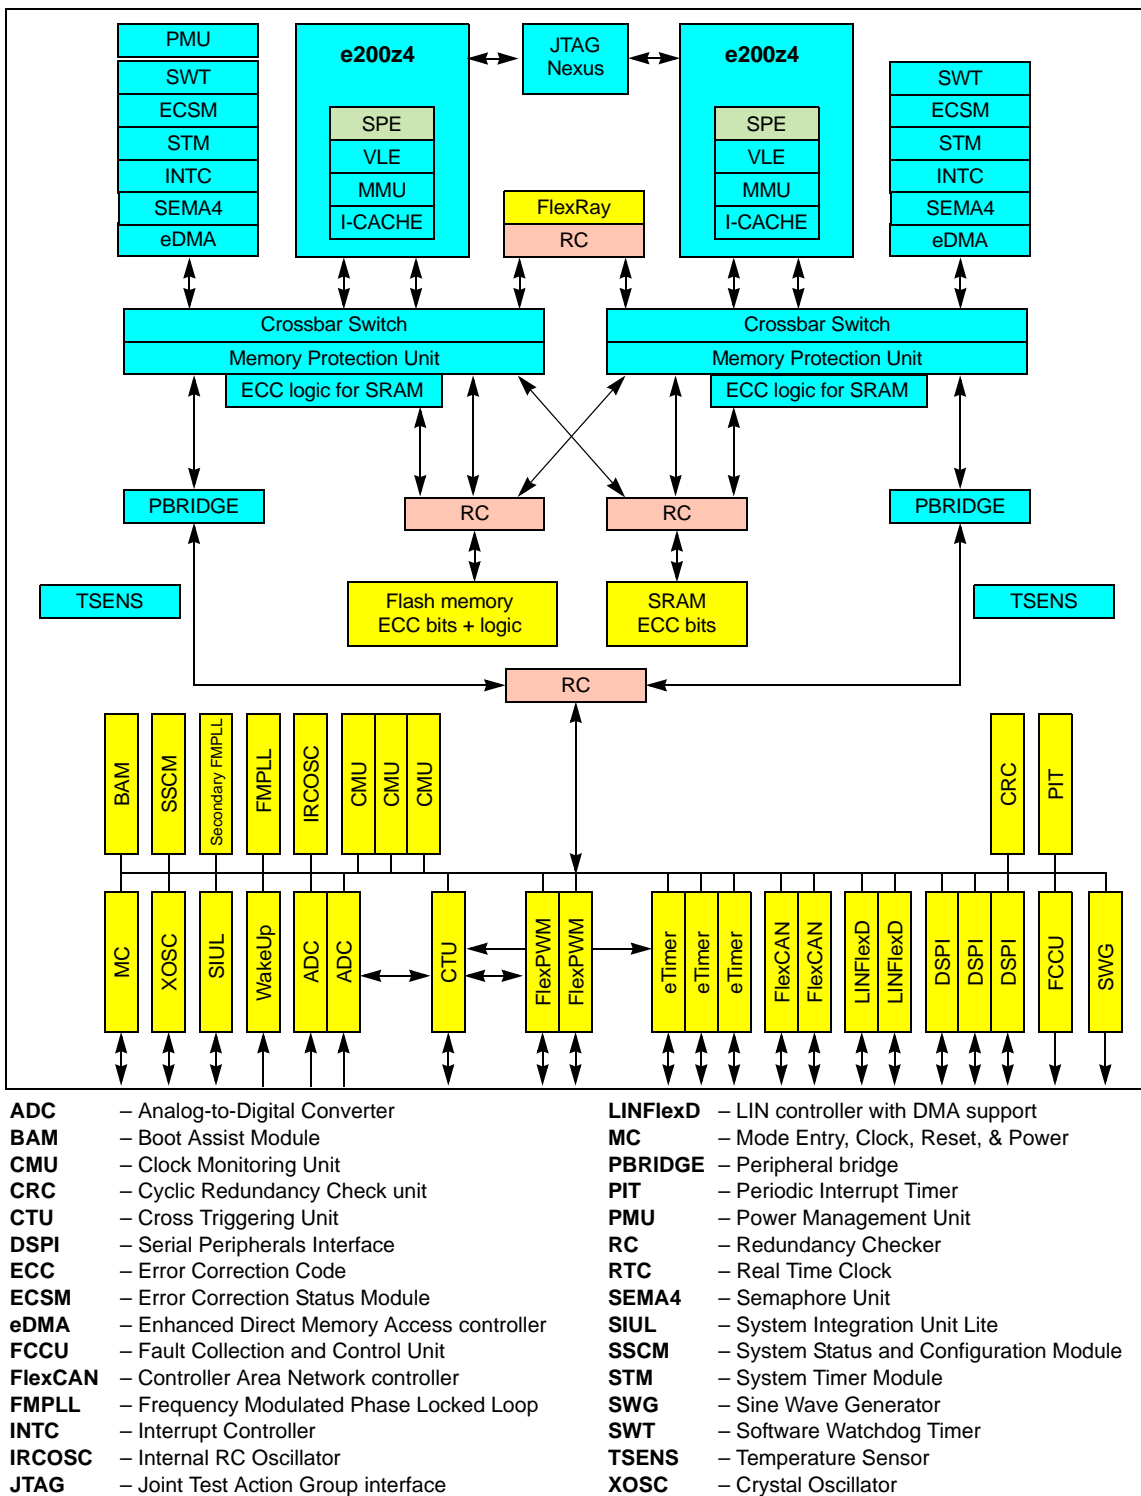 PMU
SWT
ECSM
STM
INTC
SEMA4
eDMA
e200z4
SPE
VLE
MMU
I-CACHE
JTAG
Nexus
FlexRay
RC
e200z4
SPE
VLE
MMU
I-CACHE
SWT
ECSM
STM
INTC
SEMA4
eDMA
Crossbar Switch
Memory Protection Unit
ECC logic for SRAM
Crossbar Switch
Memory Protection Unit
ECC logic for SRAM
PBRIDGE
RC
RC
PBRIDGE
TSENS
Flash memory
ECC bits + logic
SRAM
ECC bits
TSENS
RC
BAM
SSCM
Secondary FMPLL
FMPLL
IRCOSC
CMU
CMU
CMU
CRC
PIT
MC
XOSC
SIUL
WakeUp
ADC
ADC
CTU
FlexPWM
FlexPWM
eTimer
eTimer
eTimer
FlexCAN
FlexCAN
LINFlexD
LINFlexD
DSPI
DSPI
DSPI
FCCU
SWG
ADC – Analog-to-Digital Converter
BAM – Boot Assist Module
CMU – Clock Monitoring Unit
CRC – Cyclic Redundancy Check unit
CTU – Cross Triggering Unit
DSPI – Serial Peripherals Interface
ECC – Error Correction Code
ECSM – Error Correction Status Module
eDMA – Enhanced Direct Memory Access controller
FCCU – Fault Collection and Control Unit
FlexCAN – Controller Area Network controller
FMPLL – Frequency Modulated Phase Locked Loop
INTC – Interrupt Controller
IRCOSC – Internal RC Oscillator
JTAG – Joint Test Action Group interface
LINFlexD – LIN controller with DMA support
MC – Mode Entry, Clock, Reset, & Power
PBRIDGE – Peripheral bridge
PIT – Periodic Interrupt Timer
PMU – Power Management Unit
RC – Redundancy Checker
RTC – Real Time Clock
SEMA4 – Semaphore Unit
SIUL – System Integration Unit Lite
SSCM – System Status and Configuration Module
STM – System Timer Module
SWG – Sine Wave Generator
SWT – Software Watchdog Timer
TSENS – Temperature Sensor
XOSC – Crystal Oscillator